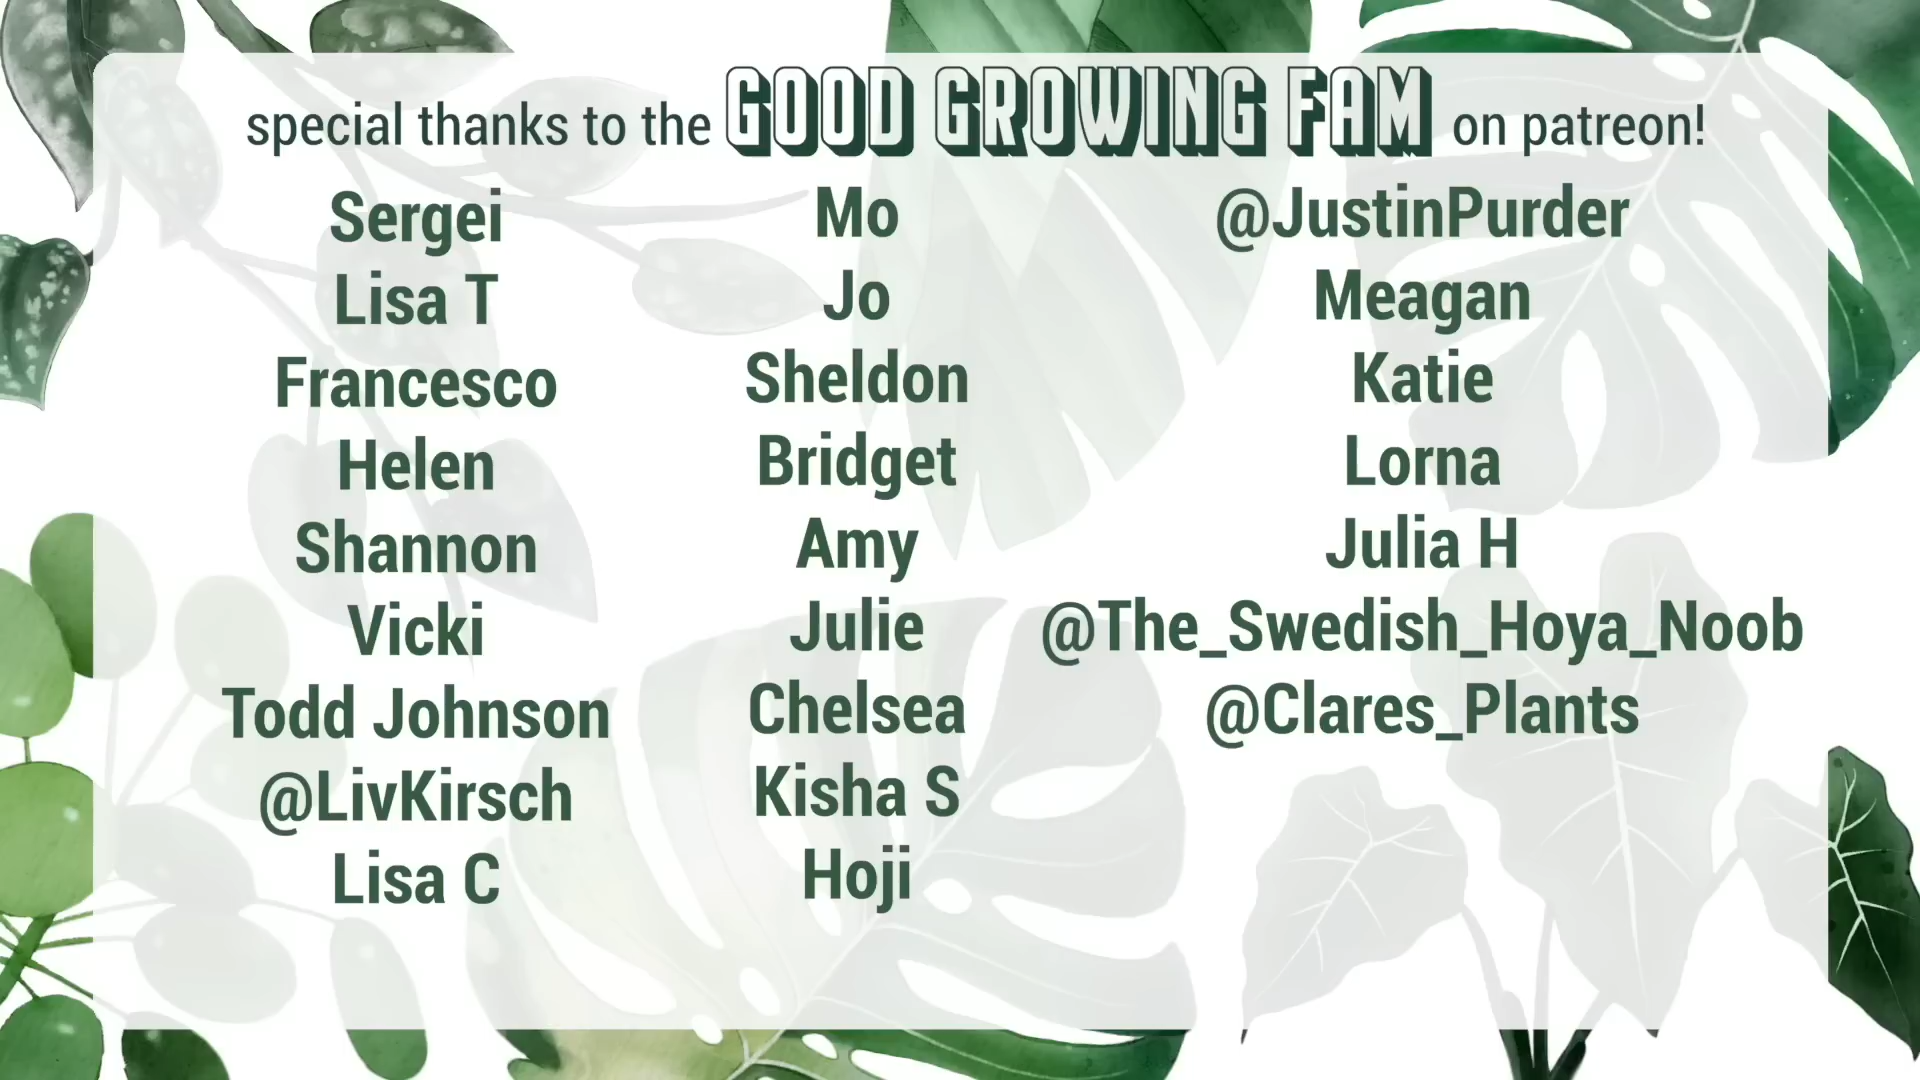 special thanks to the GOOD GROWING FAM on patreon!
Sergei
Lisa T
Francesco
Helen
Shannon
Vicki
Todd Johnson
@LivKirsch
Lisa C
Mo
Jo
Sheldon
Bridget
Amy
Julie
Chelsea
Kisha S
Hoji
@JustinPurder
Meagan
Katie
Lorna
Julia H
@The_Swedish_Hoya_Noob
@Clares_Plants